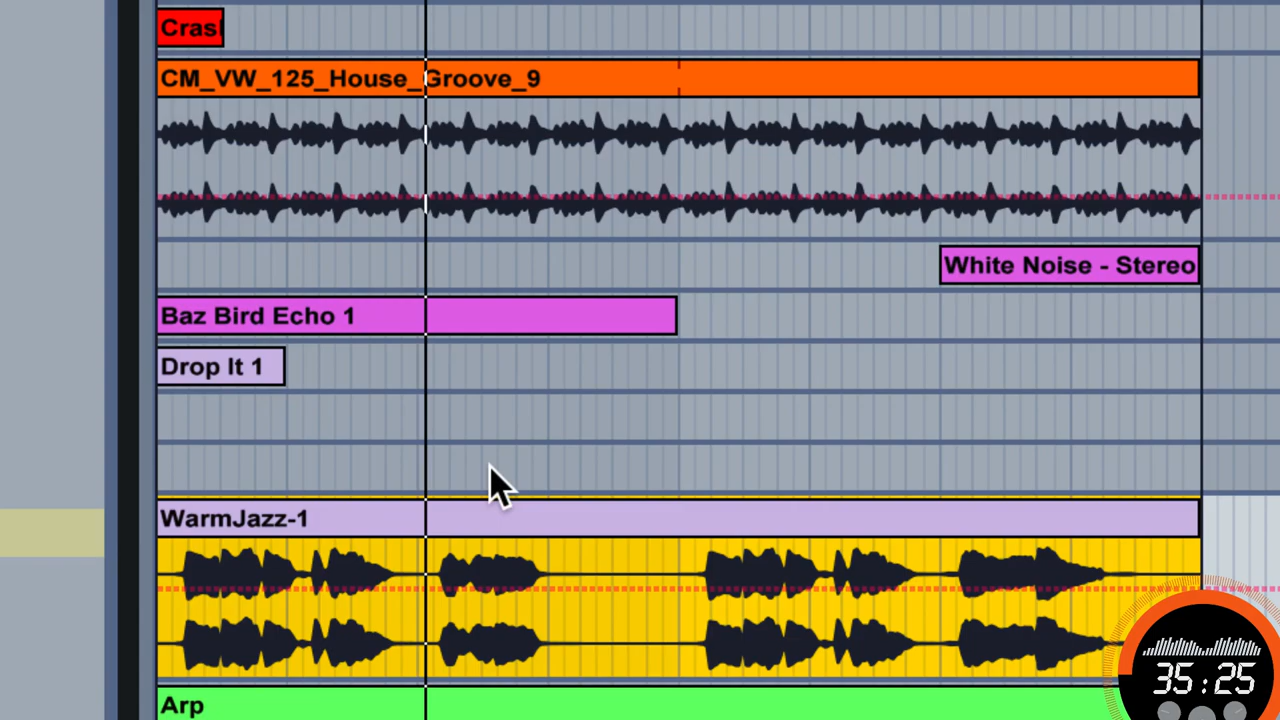 Cras
CM_VW_125_House_Groove_9
White Noise - Stereo
Baz Bird Echo 1
Drop It 1
WarmJazz-1
Arp
35:25